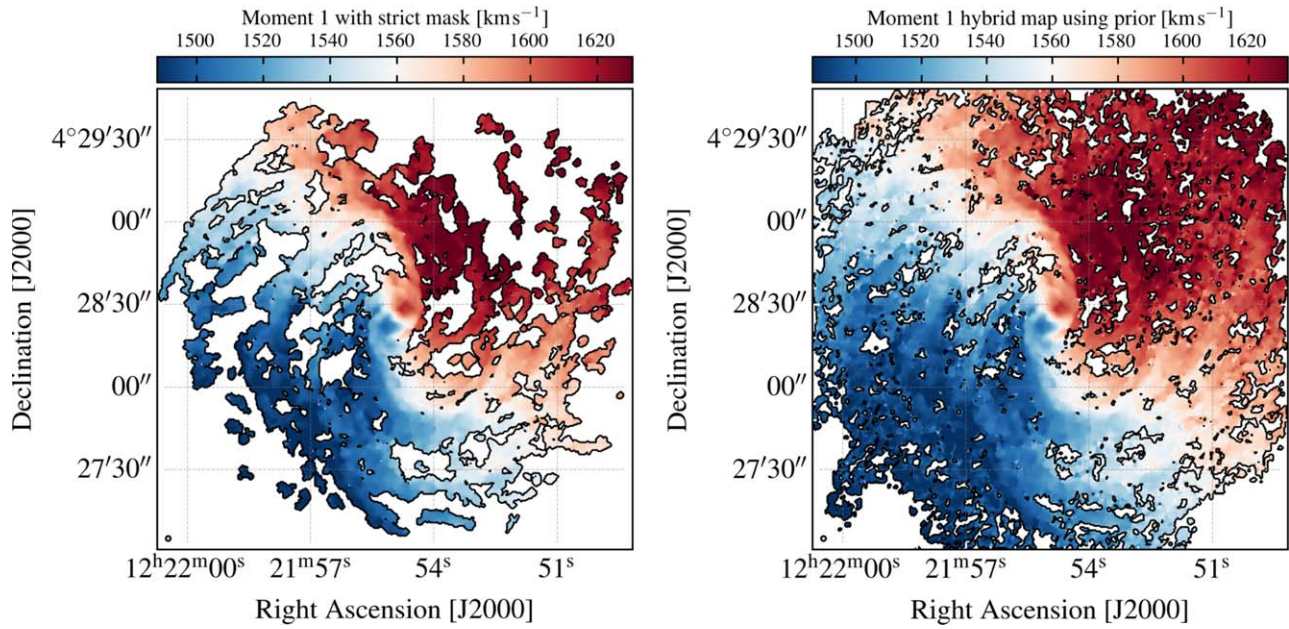 Moment 1 with strict mask [km s⁻¹]
1500 1520 1540 1560 1580 1600 1620
4°29′30″
00″
28′30″
00″
27′30″
Declination [J2000]
12ʰ22ᵐ00ˢ 21ᵐ57ˢ 54ˢ 51ˢ
Right Ascension [J2000]
Moment 1 hybrid map using prior [km s⁻¹]
1500 1520 1540 1560 1580 1600 1620
4°29′30″
00″
28′30″
00″
27′30″
Declination [J2000]
12ʰ22ᵐ00ˢ 21ᵐ57ˢ 54ˢ 51ˢ
Right Ascension [J2000]